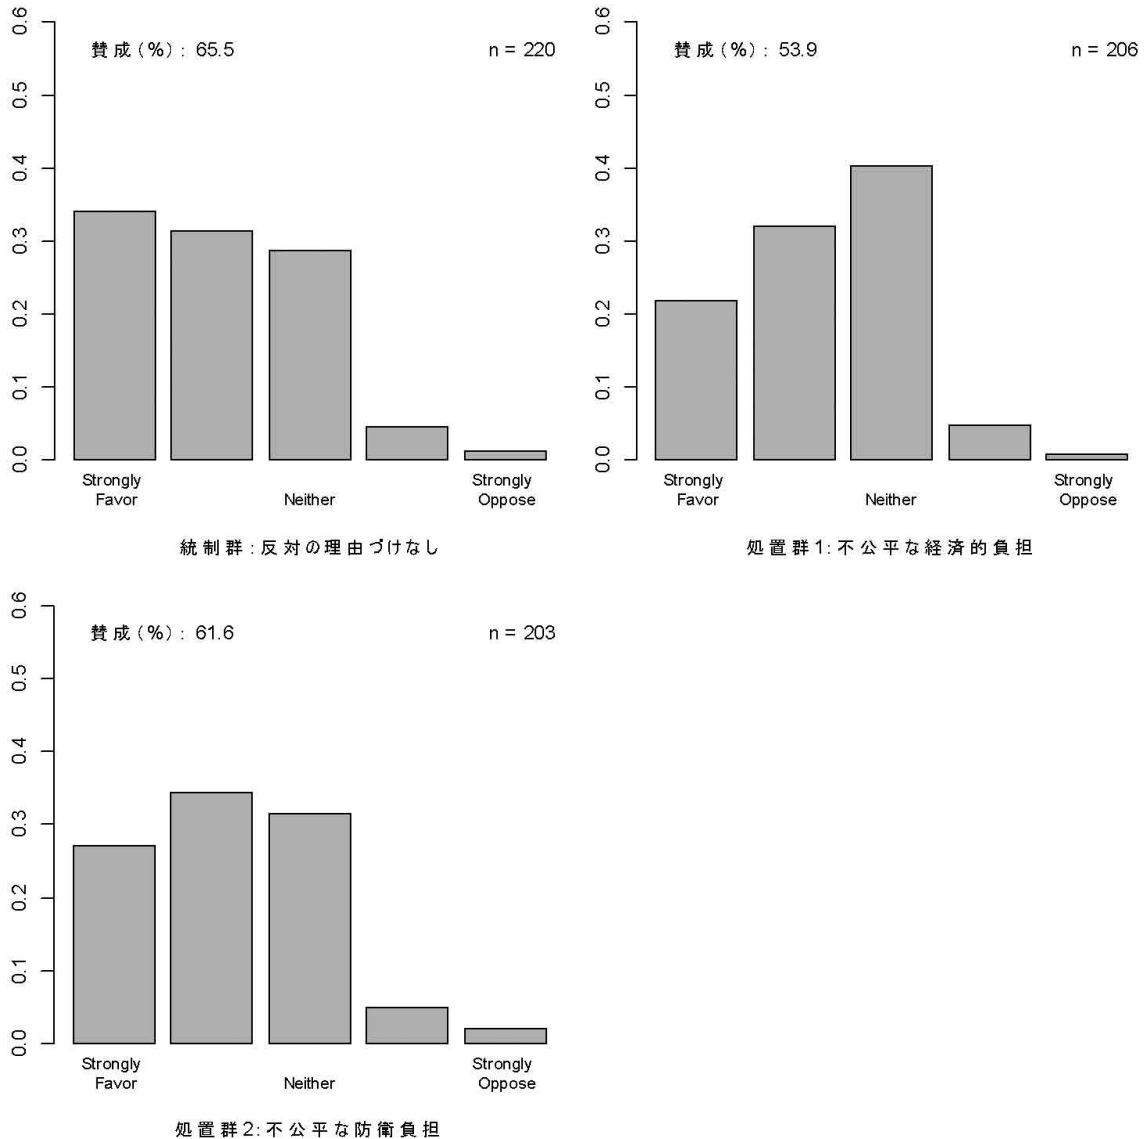 賛成(%): 65.5
n = 220
0.6
0.5
0.4
0.3
0.2
0.1
0.0
Strongly
Favor
Neither
Strongly
Oppose
統制群:反対の理由づけなし
賛成(%): 53.9
n = 206
0.6
0.5
0.4
0.3
0.2
0.1
0.0
Strongly
Favor
Neither
Strongly
Oppose
処置群1:不公平な経済的負担
賛成(%): 61.6
n = 203
0.6
0.5
0.4
0.3
0.2
0.1
0.0
Strongly
Favor
Neither
Strongly
Oppose
処置群2:不公平な防衛負担